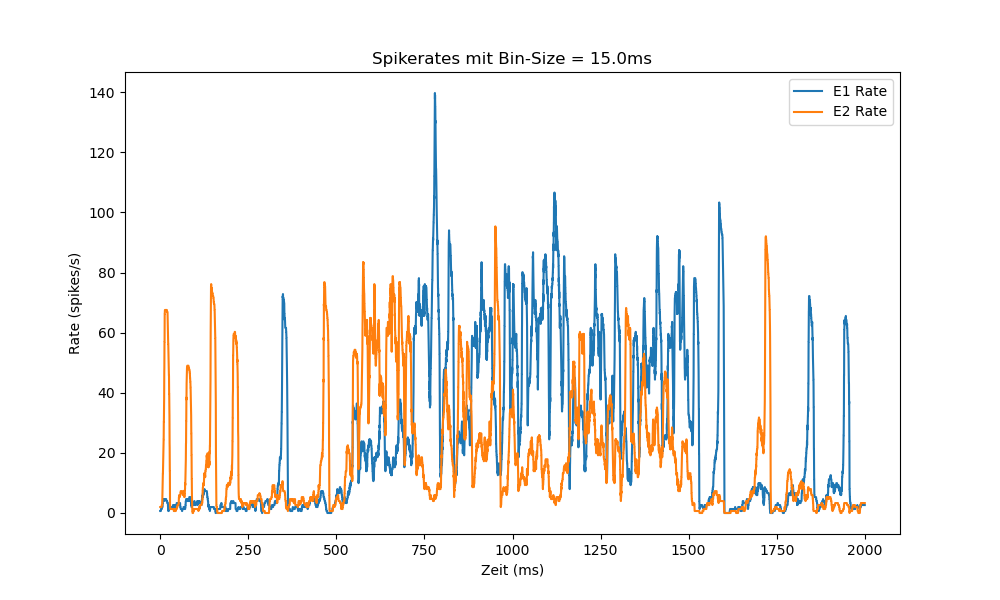 Spikerates mit Bin-Size = 15.0ms
E1 Rate
E2 Rate
140
120
100
80
60
40
20
0
Rate (spikes/s)
0 250 500 750 1000 1250 1500 1750 2000
Zeit (ms)